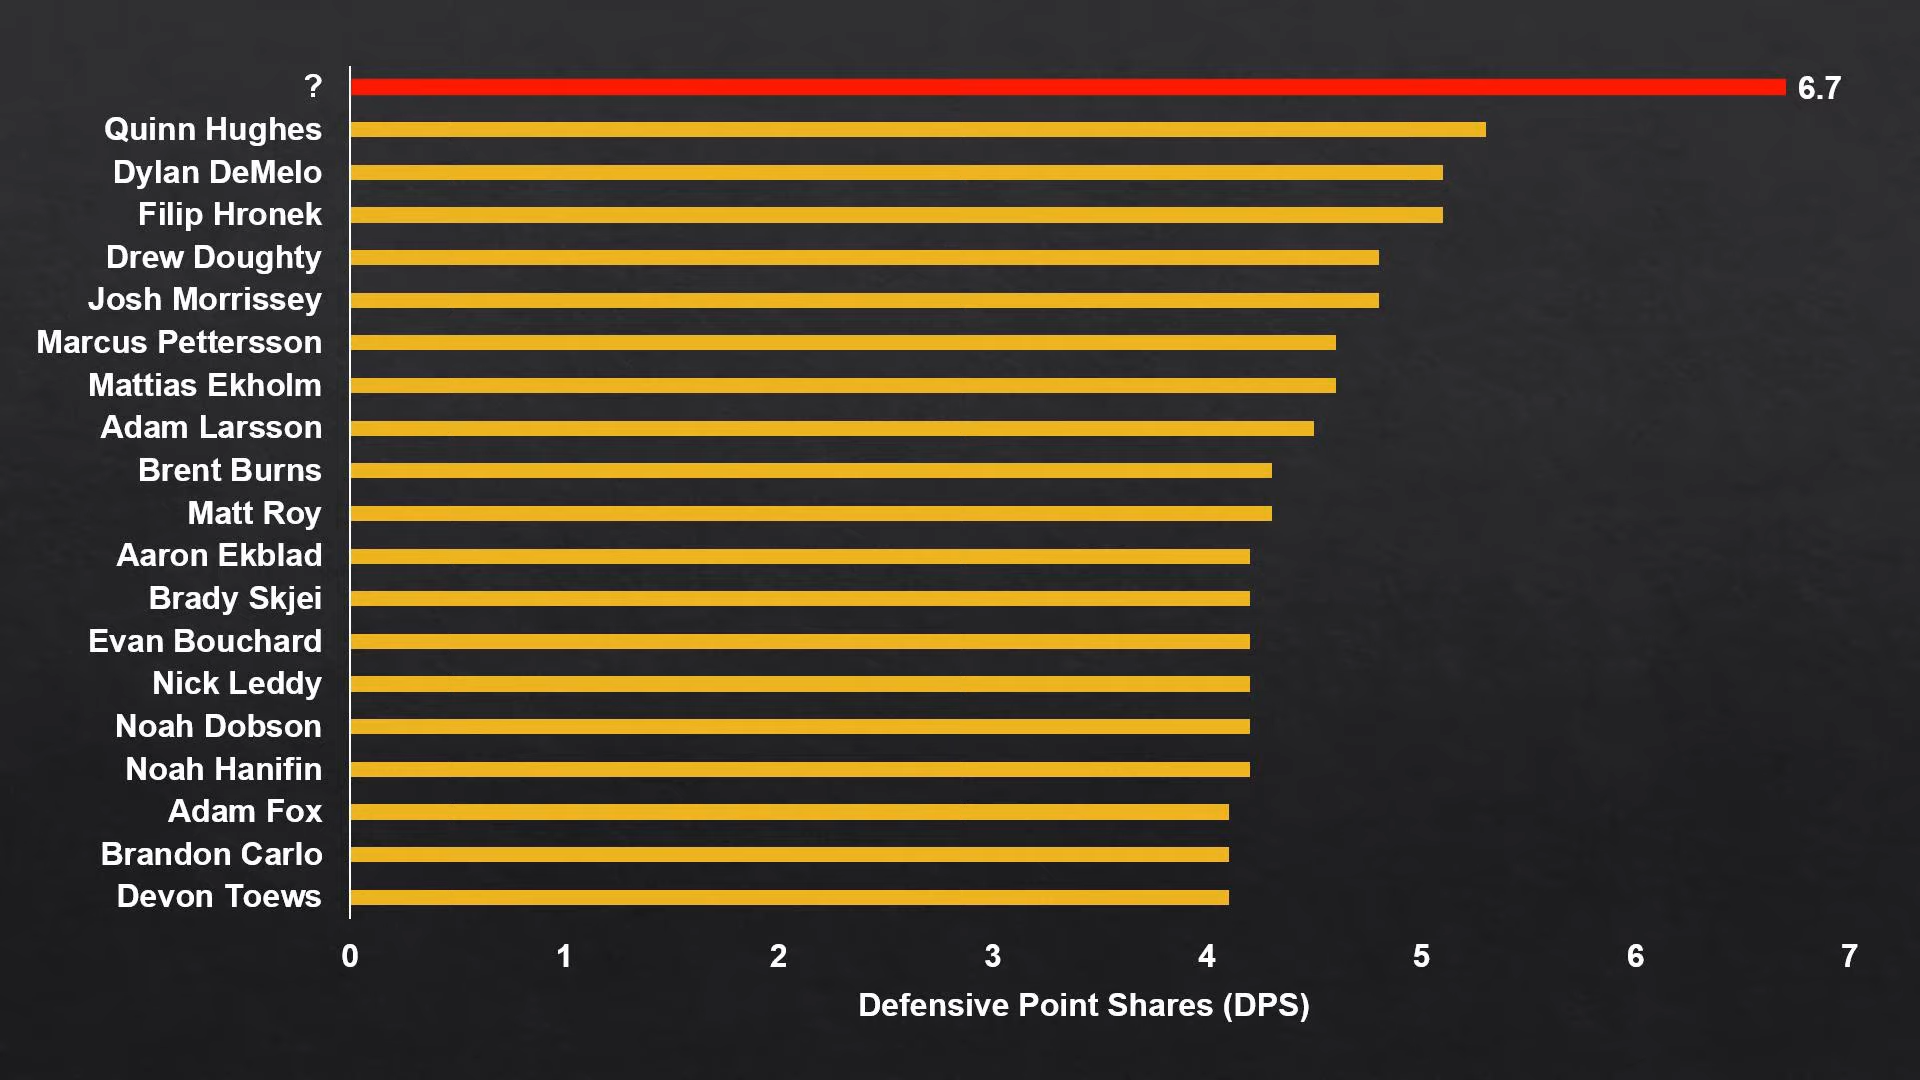 ? 6.7
Quinn Hughes
Dylan DeMelo
Filip Hronek
Drew Doughty
Josh Morrissey
Marcus Pettersson
Mattias Ekholm
Adam Larsson
Brent Burns
Matt Roy
Aaron Ekblad
Brady Skjei
Evan Bouchard
Nick Leddy
Noah Dobson
Noah Hanifin
Adam Fox
Brandon Carlo
Devon Toews
0 1 2 3 4 5 6 7
Defensive Point Shares (DPS)